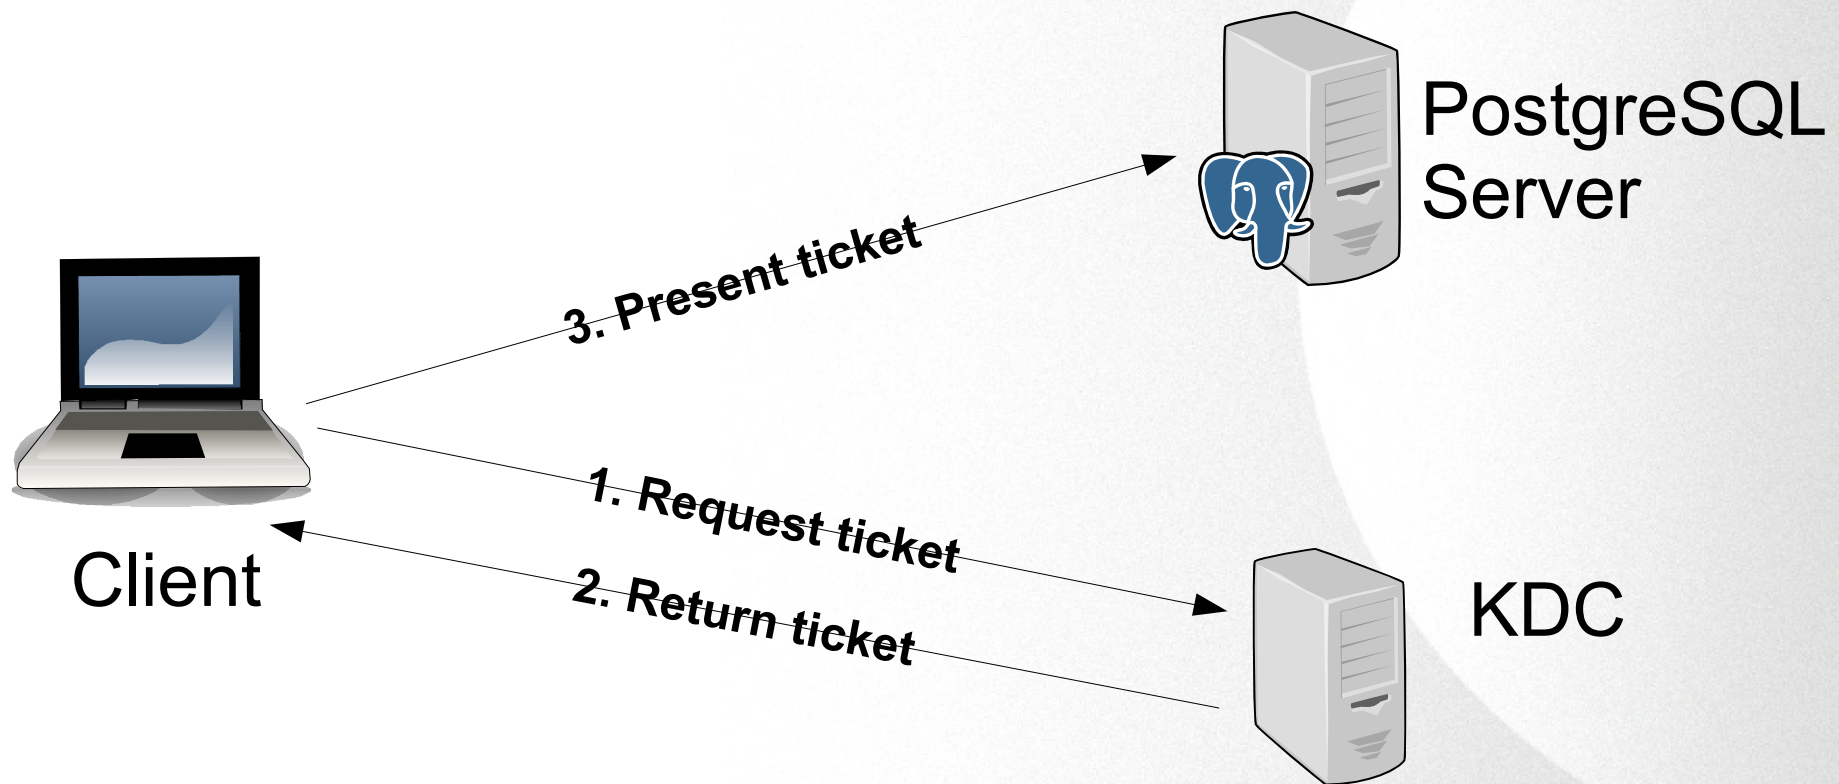 PostgreSQL
Server
3. Present ticket
1. Request ticket
2. Return ticket
Client
KDC